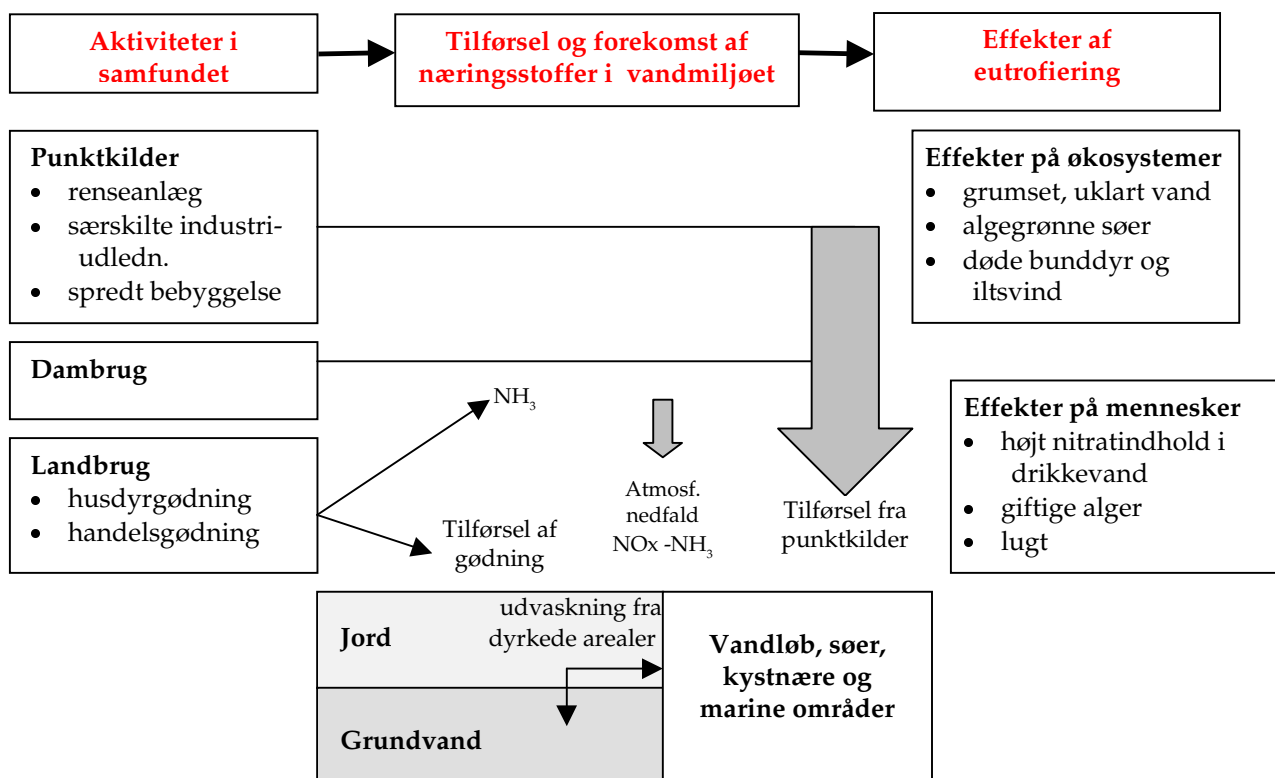 Aktiviteter i
samfundet
Tilførsel og forekomst af
næringsstoffer i vandmiljøet
Effekter af
eutrofiering
Punktkilder
• renseanlæg
• særskilte industri-
udledn.
• spredt bebyggelse
Dambrug
Landbrug
• husdyrgødning
• handelsgødning
NH₃
Tilførsel af
gødning
Atmosf.
nedfald
NOx -NH₃
Tilførsel fra
punktkilder
Effekter på økosystemer
• grumset, uklart vand
• algegrønne søer
• døde bunddyr og
iltsvind
Effekter på mennesker
• højt nitratindhold i
drikkevand
• giftige alger
• lugt
Jord
udvaskning fra
dyrkede arealer
Grundvand
Vandløb, søer,
kystnære og
marine områder